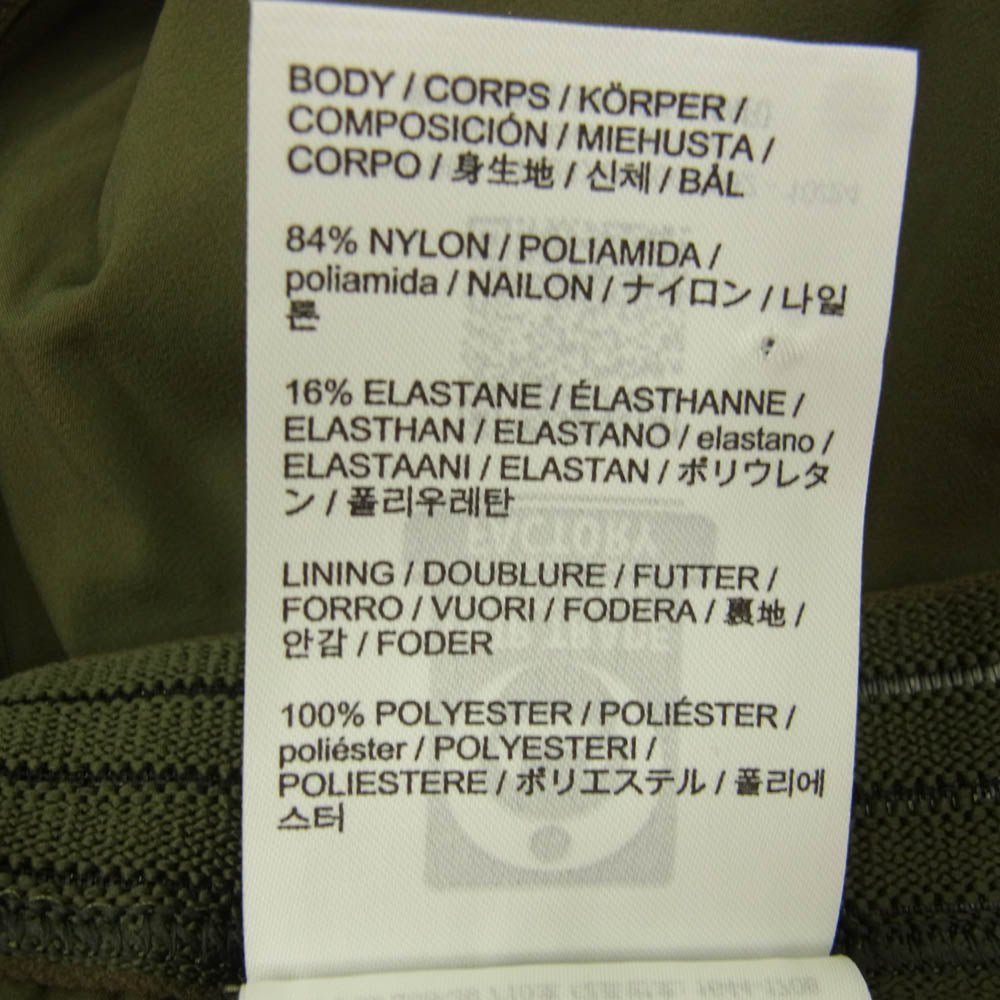 BODY / CORPS / KÖRPER /
COMPOSICIÓN / MIEHUSTA /
CORPO / 身生地 / 신체 / BÅL
84% NYLON / POLIAMIDA /
poliamida / NAILON / ナイロン / 나일
론
16% ELASTANE / ÉLASTHANNE /
ELASTHAN / ELASTANO / elastano /
ELASTAANI / ELASTAN / ポリウレタ
ン / 폴리우레탄
LINING / DOUBLURE / FUTTER /
FORRO / VUORI / FODERA / 裏地 /
안감 / FODER
100% POLYESTER / POLIÉSTER /
poliéster / POLYESTERI /
POLIESTERE / ポリエステル / 폴리에
스터